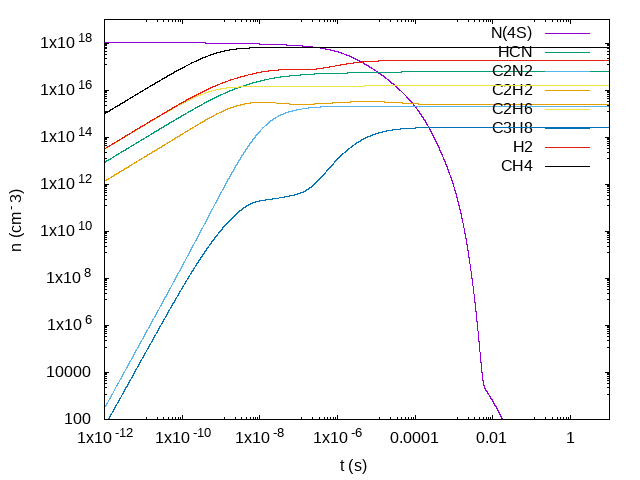 1x10^18
1x10^16
1x10^14
1x10^12
1x10^10
1x10^8
1x10^6
10000
100
n (cm^-3)
N(4S)
HCN
C2N2
C2H2
C2H6
C3H8
H2
CH4
1x10^-12
1x10^-10
1x10^-8
1x10^-6
0.0001
0.01
1
t (s)